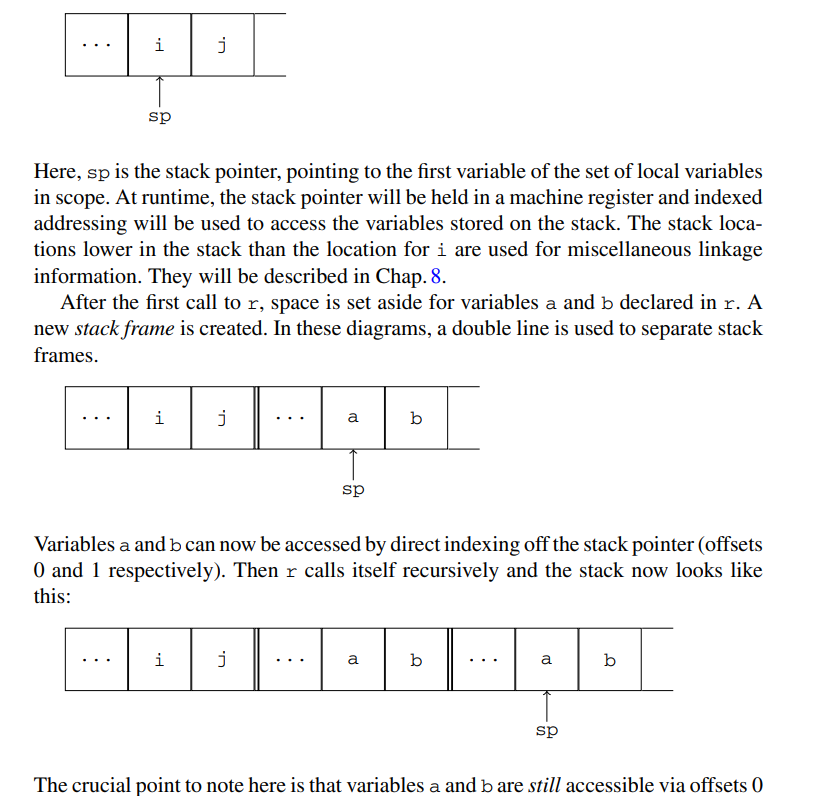 ··· i j
sp
Here, sp is the stack pointer, pointing to the first variable of the set of local variables
in scope. At runtime, the stack pointer will be held in a machine register and indexed
addressing will be used to access the variables stored on the stack. The stack loca-
tions lower in the stack than the location for i are used for miscellaneous linkage
information. They will be described in Chap. 8.
After the first call to r, space is set aside for variables a and b declared in r. A
new stack frame is created. In these diagrams, a double line is used to separate stack
frames.
··· i j ··· a b
sp
Variables a and b can now be accessed by direct indexing off the stack pointer (offsets
0 and 1 respectively). Then r calls itself recursively and the stack now looks like
this:
··· i j ··· a b ··· a b
sp
The crucial point to note here is that variables a and b are still accessible via offsets 0